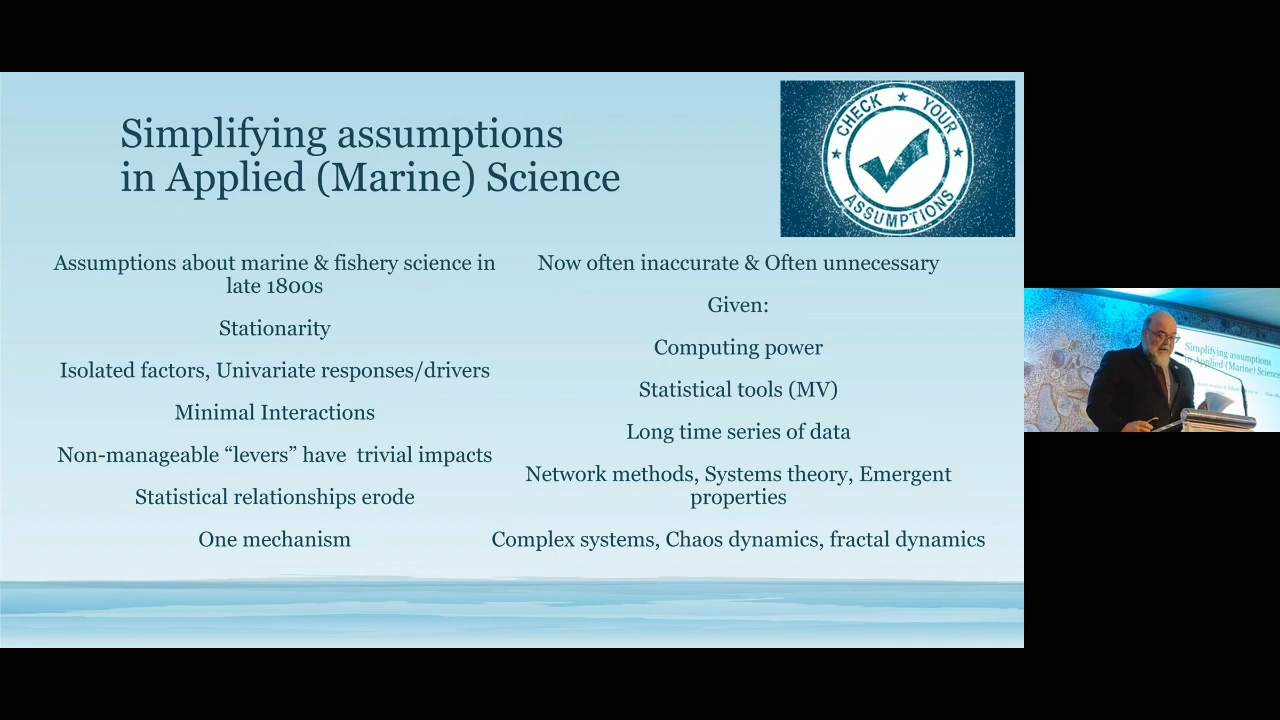 Simplifying assumptions
in Applied (Marine) Science
CHECK YOUR
ASSUMPTIONS
Assumptions about marine & fishery science in
late 1800s
Stationarity
Isolated factors, Univariate responses/drivers
Minimal Interactions
Non-manageable “levers” have trivial impacts
Statistical relationships erode
One mechanism
Now often inaccurate & Often unnecessary
Given:
Computing power
Statistical tools (MV)
Long time series of data
Network methods, Systems theory, Emergent
properties
Complex systems, Chaos dynamics, fractal dynamics
Simplifying assumptions
in Applied (Marine) Science